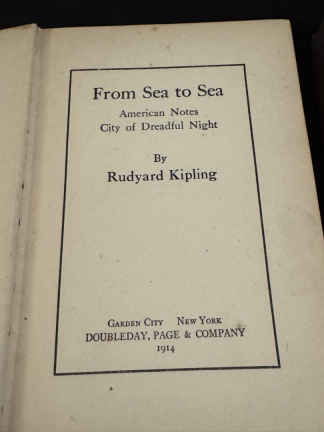 From Sea to Sea
American Notes
City of Dreadful Night
By
Rudyard Kipling
Garden City New York
DOUBLEDAY, PAGE & COMPANY
1914